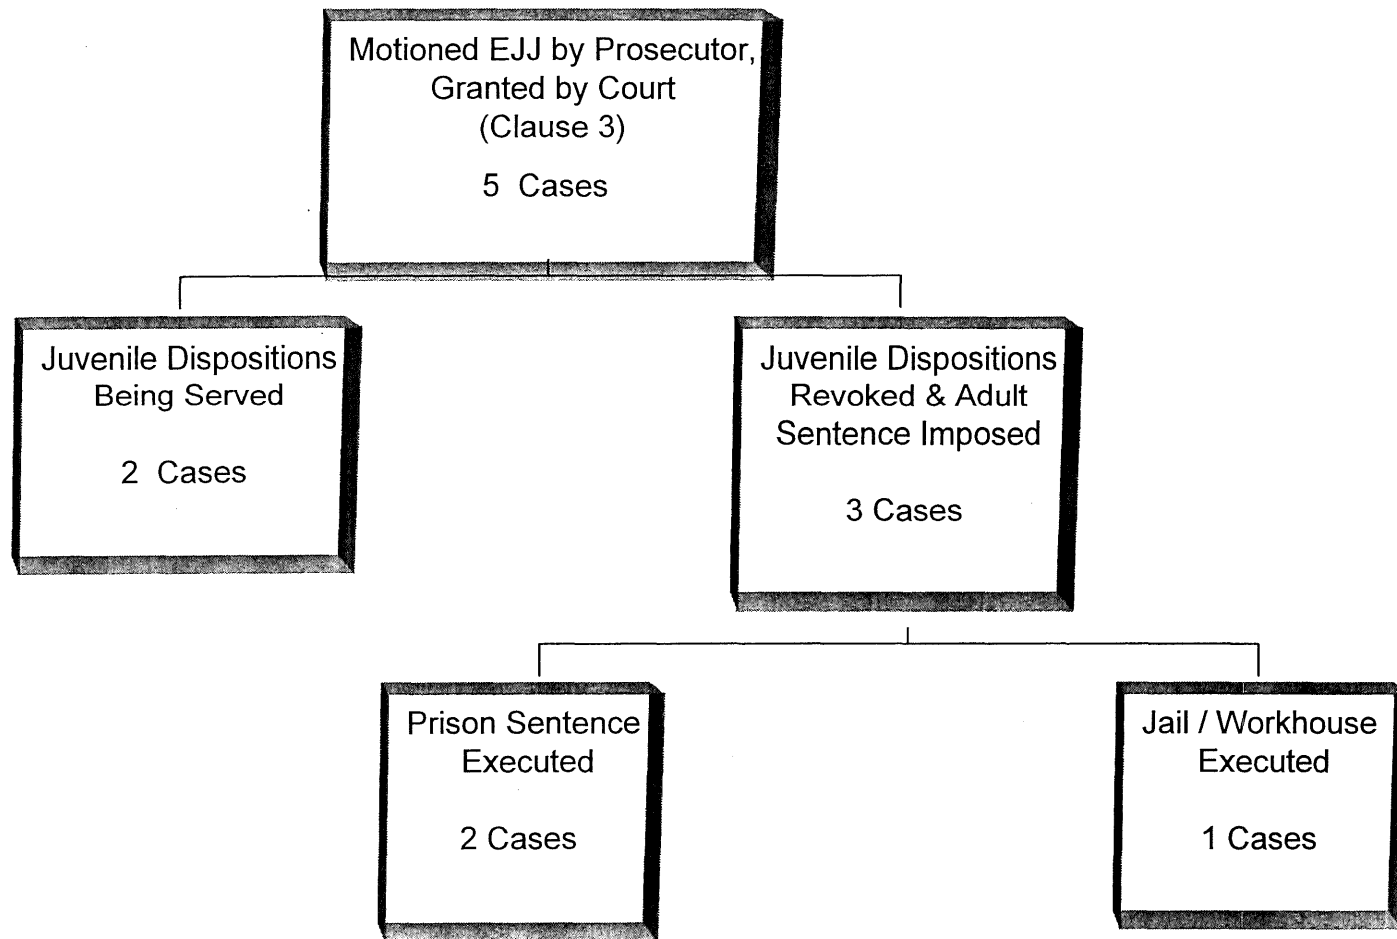 Motioned EJJ by Prosecutor,
Granted by Court
(Clause 3)
5 Cases
Juvenile Dispositions
Being Served
2 Cases
Juvenile Dispositions
Revoked & Adult
Sentence Imposed
3 Cases
Prison Sentence
Executed
2 Cases
Jail / Workhouse
Executed
1 Cases